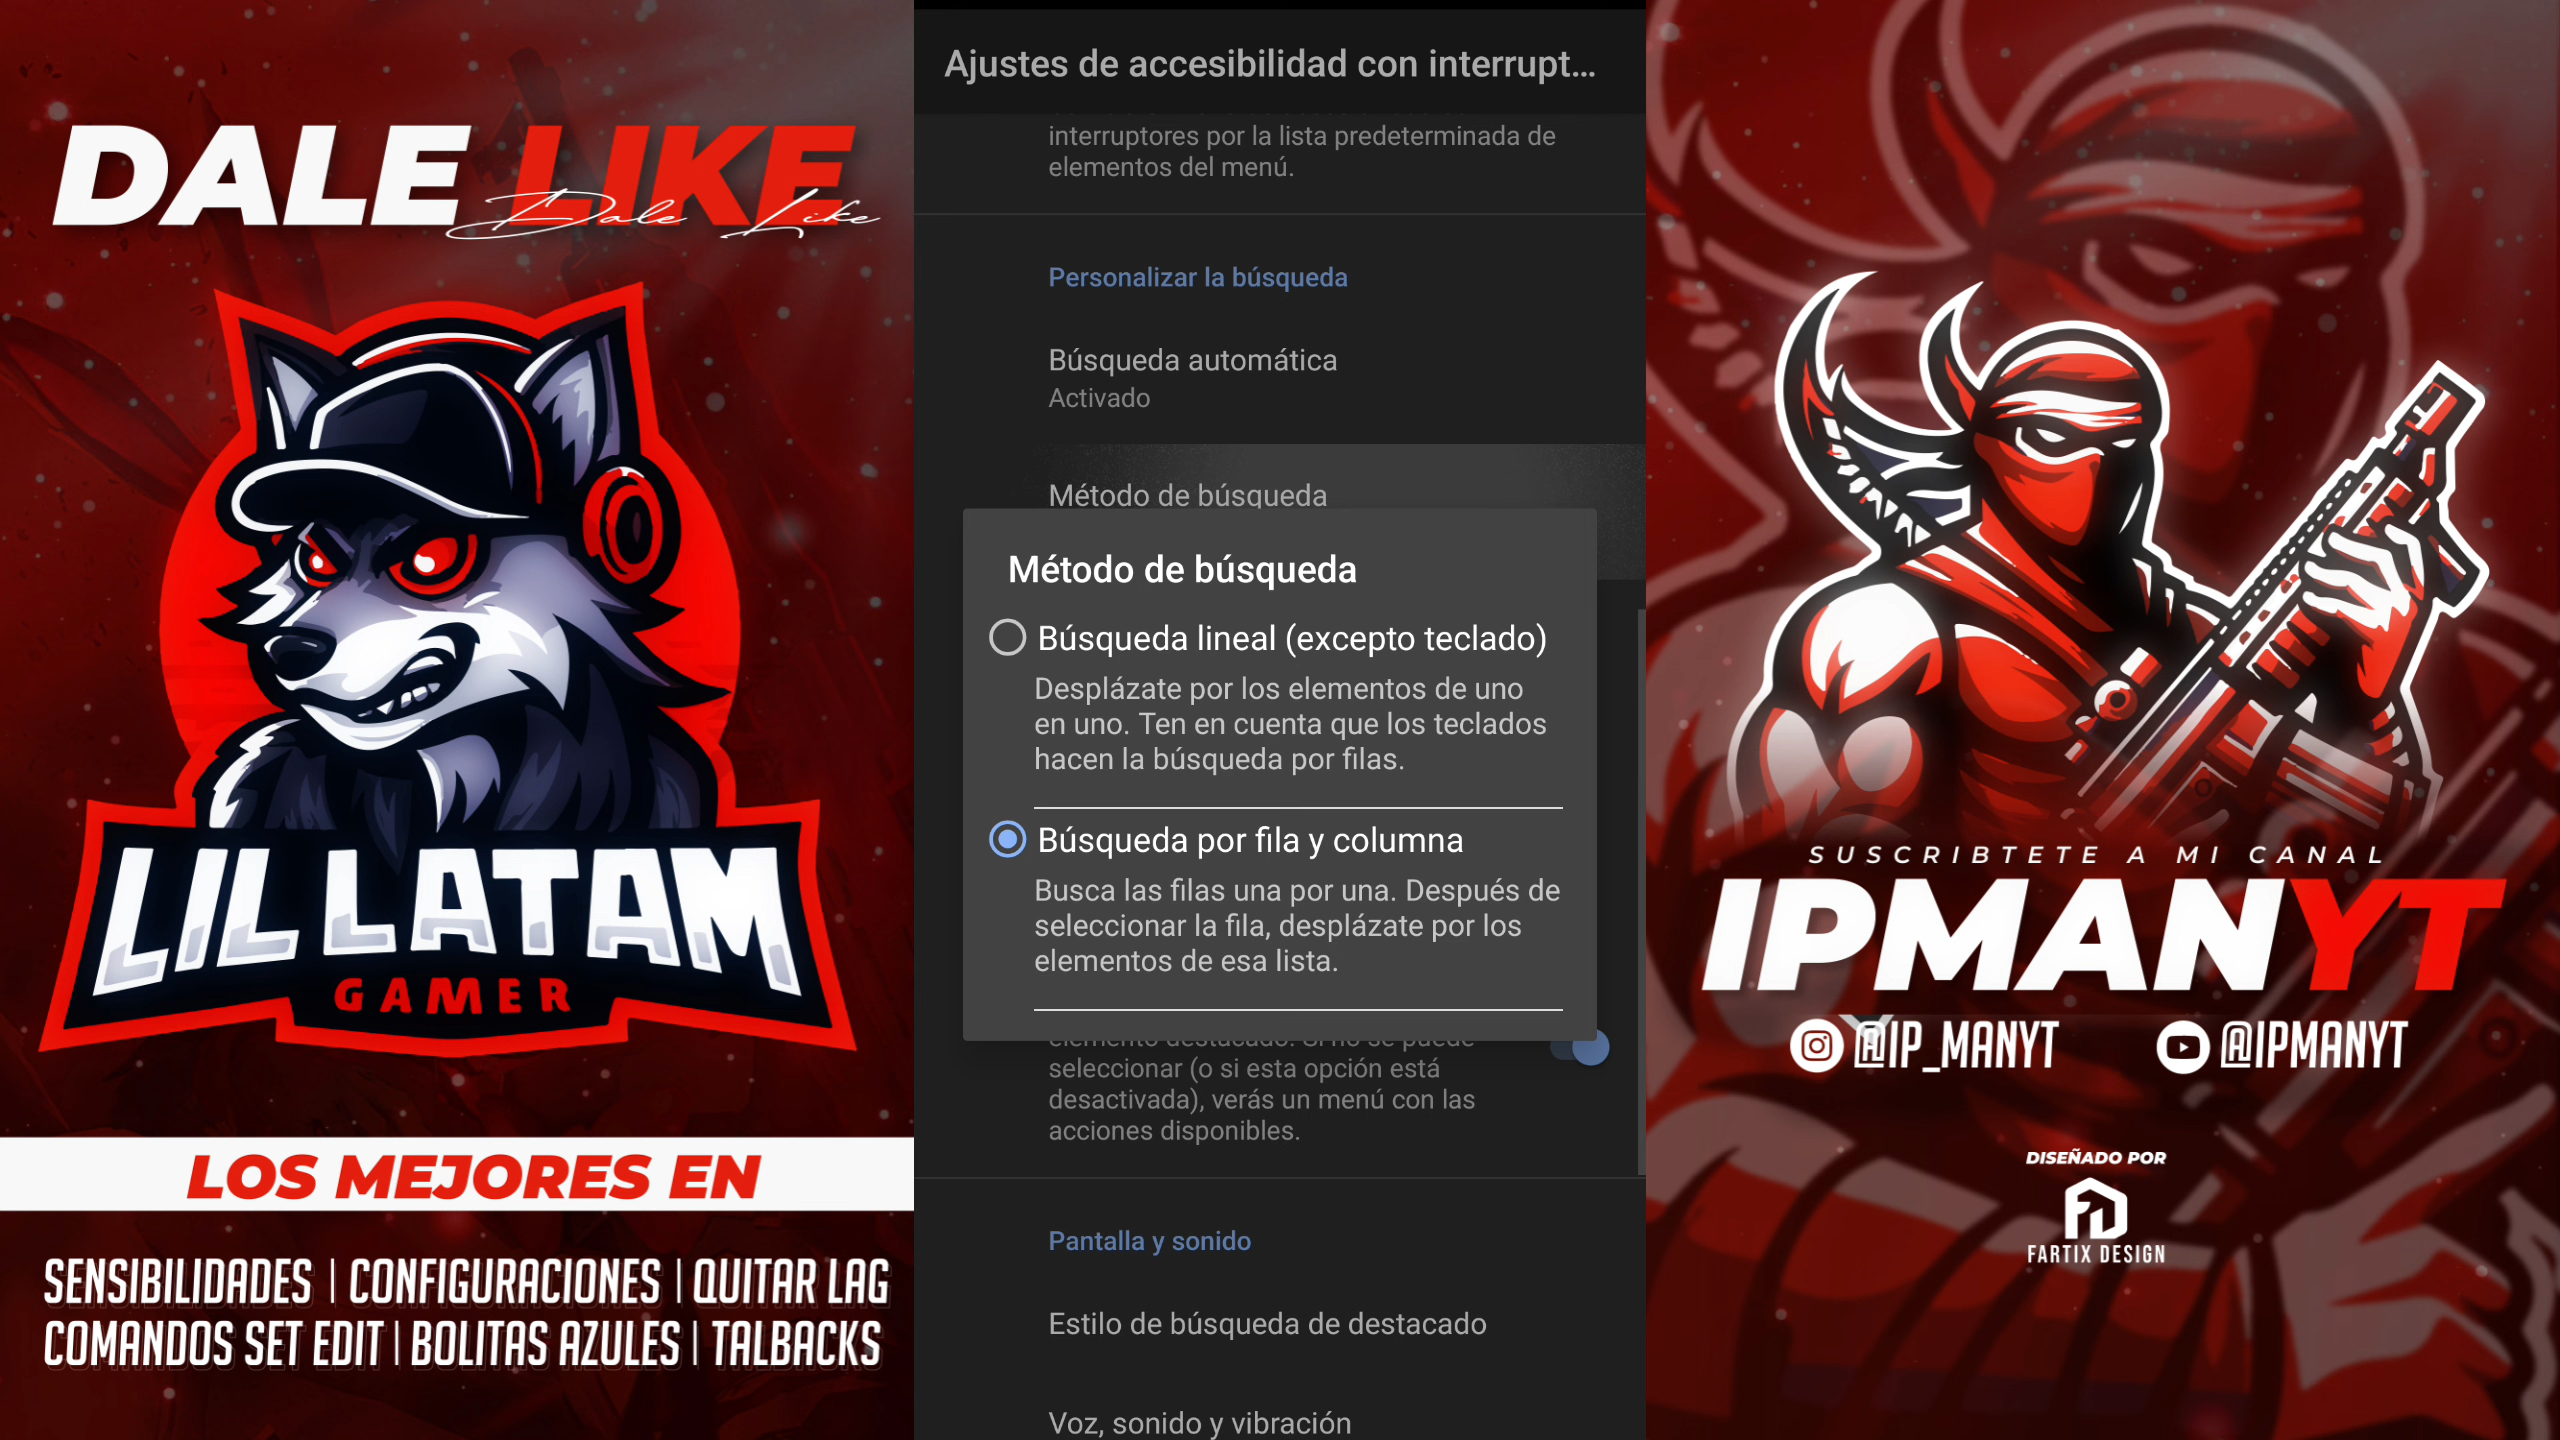 DALE LIKE
Dale Like
LIL LATAM
GAMER
LOS MEJORES EN
SENSIBILIDADES | CONFIGURACIONES | QUITAR LAG
COMANDOS SET EDIT | BOLITAS AZULES | TALBACKS
Ajustes de accesibilidad con interrupt...
interruptores por la lista predeterminada de
elementos del menú.
Personalizar la búsqueda
Búsqueda automática
Activado
Método de búsqueda
Método de búsqueda
Búsqueda lineal (excepto teclado)
Desplázate por los elementos de uno
en uno. Ten en cuenta que los teclados
hacen la búsqueda por filas.
Búsqueda por fila y columna
Busca las filas una por una. Después de
seleccionar la fila, desplázate por los
elementos de esa lista.
elemento destacado. Si no se puede
seleccionar (o si esta opción está
desactivada), verás un menú con las
acciones disponibles.
Pantalla y sonido
Estilo de búsqueda de destacado
Voz, sonido y vibración
SUSCRIBTETE A MI CANAL
IPMANYT
@IP_MANYT @IPMANYT
DISEÑADO POR
FARTIX DESIGN